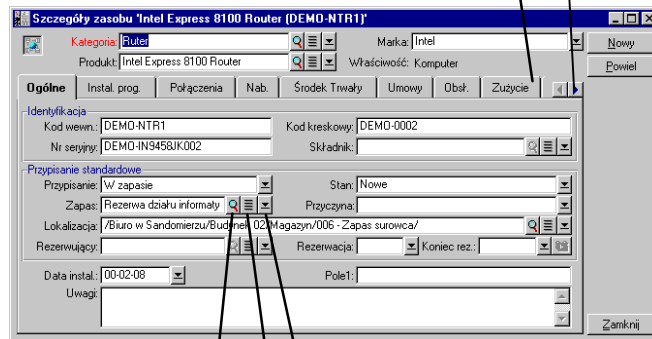 Szczegóły zasobu 'Intel Express 8100 Router (DEMO-NTR1)'
Kategoria: Ruter Marka: Intel Nowy
Produkt: Intel Express 8100 Router Właściwość: Komputer Powiel
Ogólne Instal. prog. Połączenia Nab. Środek Trwały Umowy Obsł. Zużycie
Identyfikacja
Kod wewn.: DEMO-NTR1 Kod kreskowy: DEMO-0002
Nr seryjny: DEMO-IN9458JK002 Składnik:
Przypisanie standardowe
Przypisanie: W zapasie Stan: Nowe
Zapas: Rezerwa działu informaty Przyczyna:
Lokalizacja: /Biuro w Sandomierzu/Budynek 02/Magazyn/006 - Zapas surowca/
Rezerwujący: Rezerwacja: Koniec rez.:
Data instal.: 00-02-08 Pole1:
Uwagi:
Zamknij